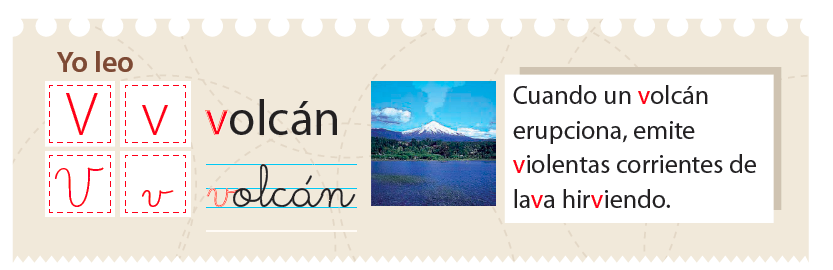 Yo leo
V v
V v
volcán
volcán
Cuando un volcán
erupciona, emite
violentas corrientes de
lava hirviendo.